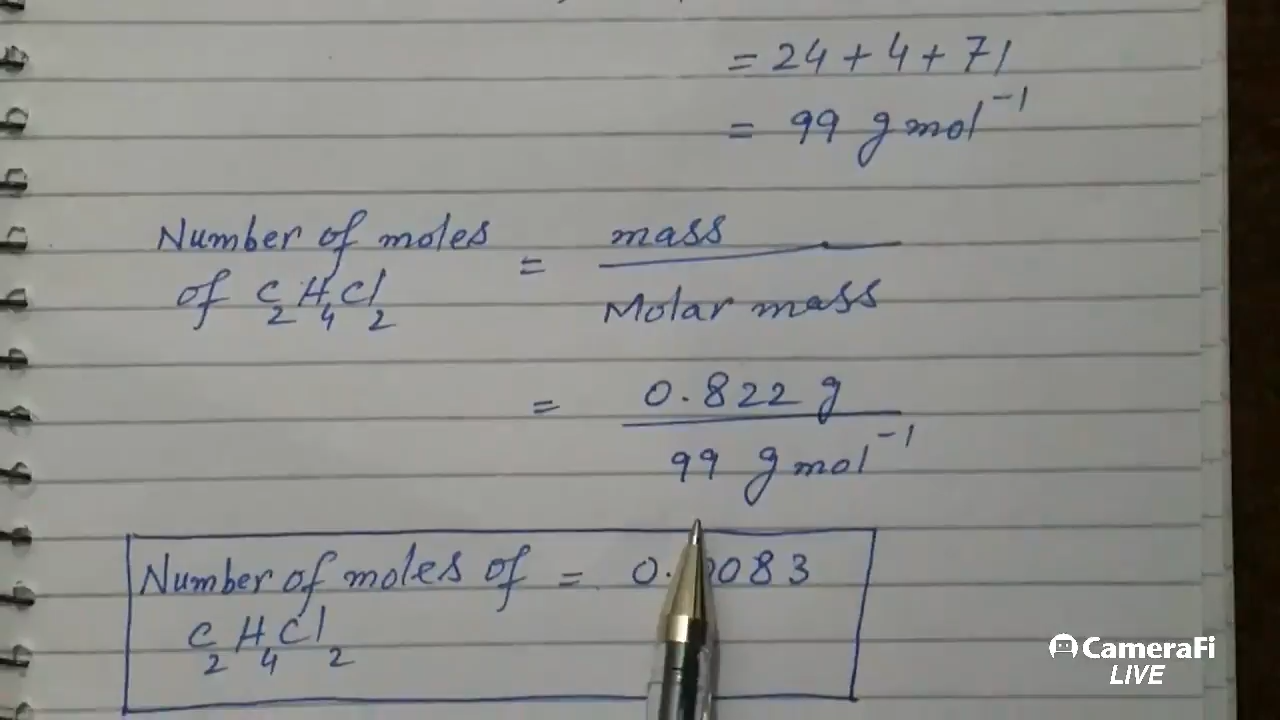 = 24 + 4 + 71
= 99 g mol⁻¹
Number of moles of C₂H₄Cl₂ = mass / Molar mass
= 0.822 g / 99 g mol⁻¹
Number of moles of C₂H₄Cl₂ = 0.0083
CameraFi
LIVE